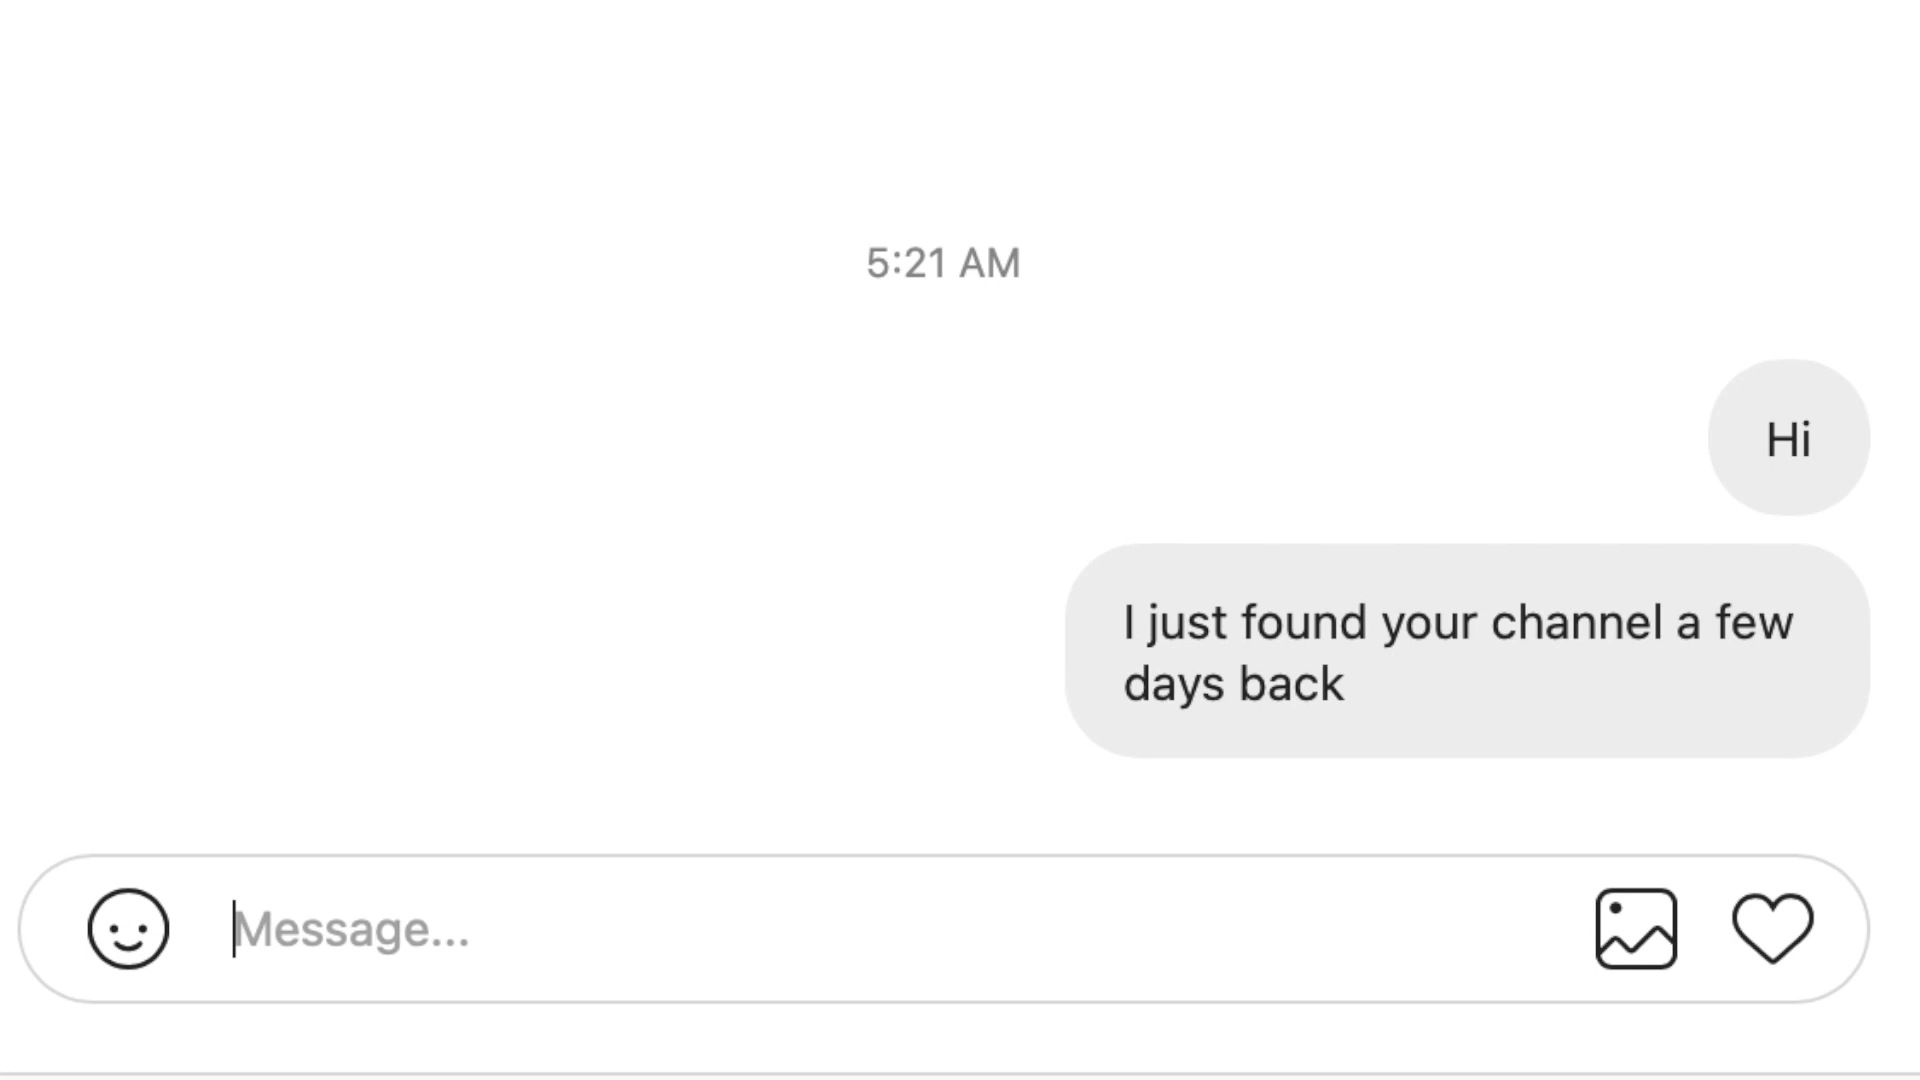 5:21 AM
Hi
I just found your channel a few
days back
Message...